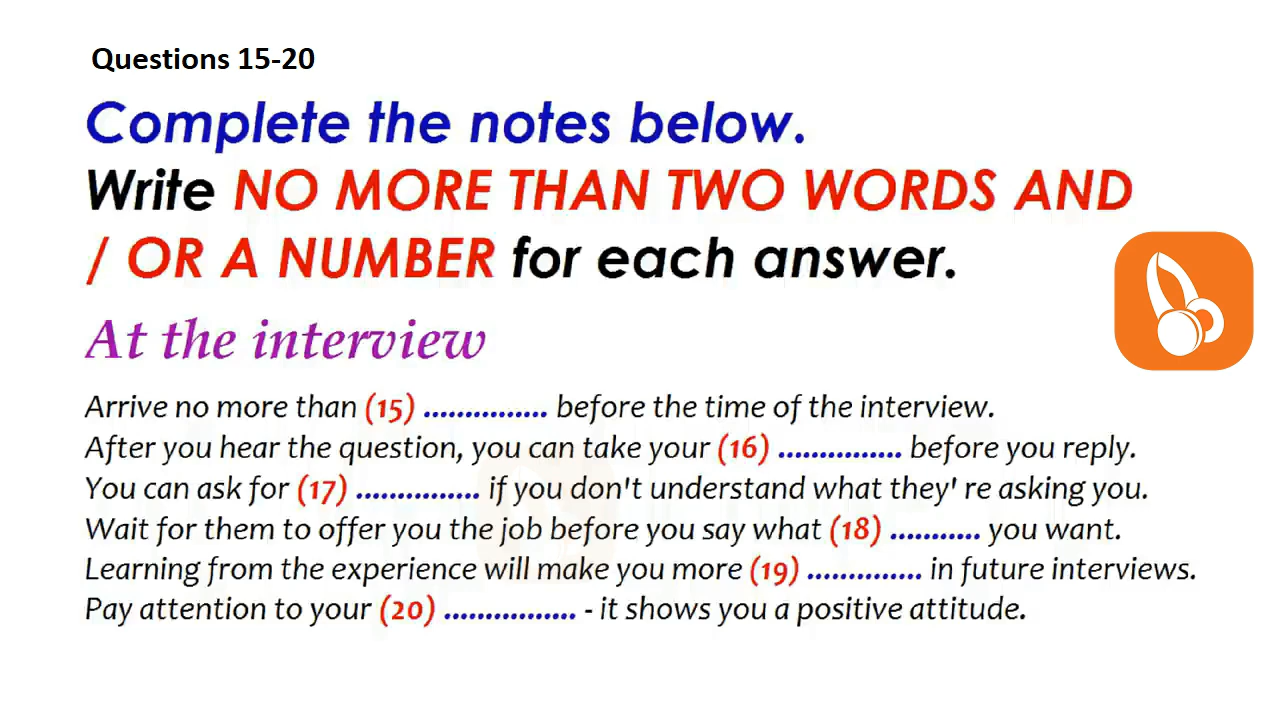 Questions 15-20
Complete the notes below.
Write NO MORE THAN TWO WORDS AND
/ OR A NUMBER for each answer.
At the interview
Arrive no more than (15) ............... before the time of the interview.
After you hear the question, you can take your (16) ............... before you reply.
You can ask for (17) ............... if you don't understand what they' re asking you.
Wait for them to offer you the job before you say what (18) ........... you want.
Learning from the experience will make you more (19) .............. in future interviews.
Pay attention to your (20) ................ - it shows you a positive attitude.